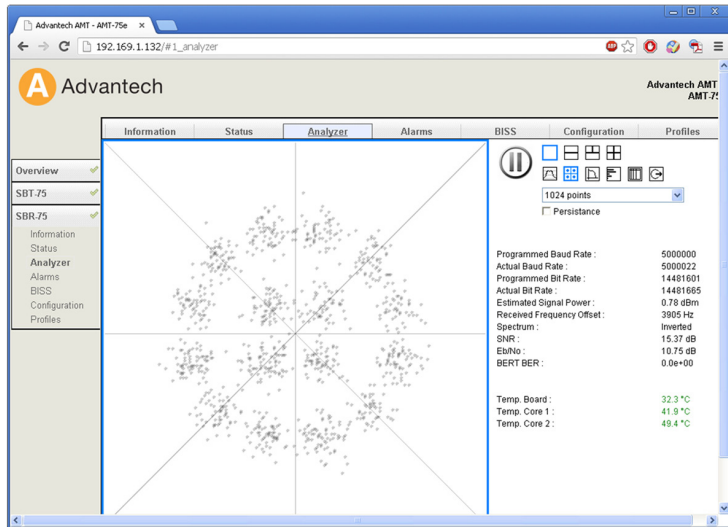 Advantech AMT - AMT-75e
192.169.1.132/#1_analyzer
ABP
A Advantech
Advantech AMT
AMT-75
Information Status Analyzer Alarms BISS Configuration Profiles
Overview
SBT-75
SBR-75
Information
Status
Analyzer
Alarms
BISS
Configuration
Profiles
1024 points
Persistance
Programmed Baud Rate : 5000000
Actual Baud Rate : 5000022
Programmed Bit Rate : 14481601
Actual Bit Rate : 14481665
Estimated Signal Power : 0.78 dBm
Received Frequency Offset : 3905 Hz
Spectrum : Inverted
SNR : 15.37 dB
Eb/No : 10.75 dB
BERT BER : 0.0e+00
Temp. Board : 32.3 °C
Temp. Core 1 : 41.9 °C
Temp. Core 2 : 49.4 °C